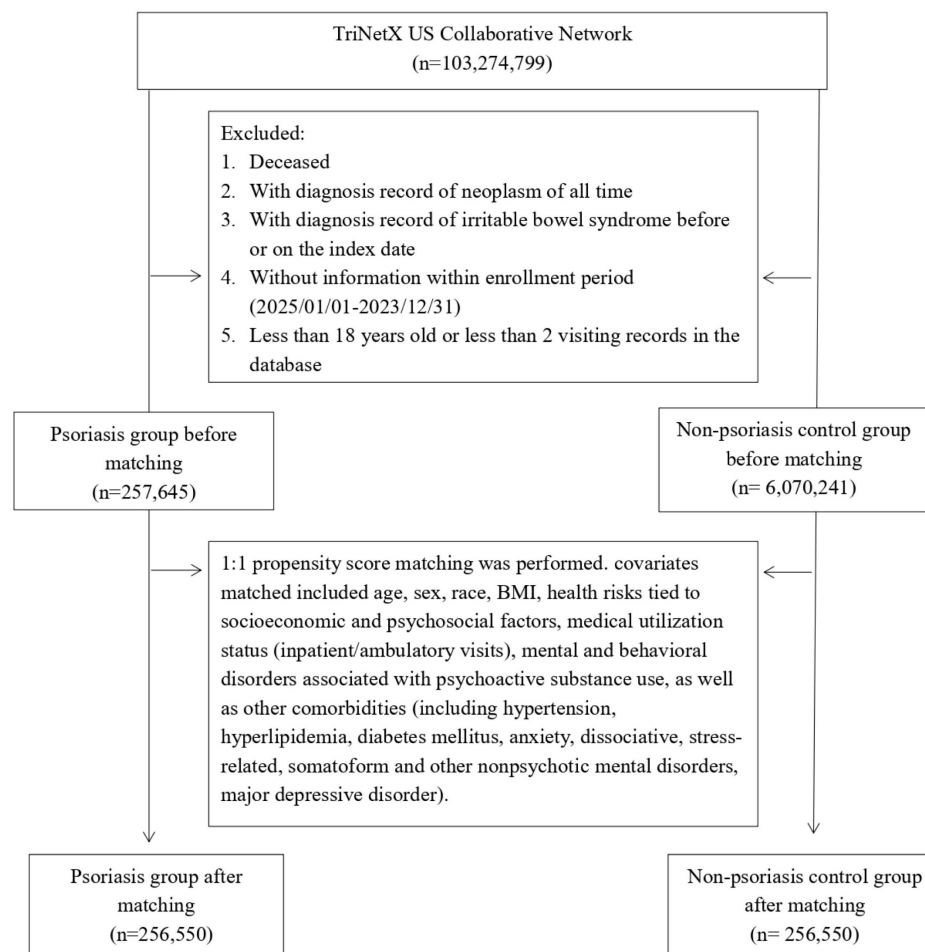 TriNetX US Collaborative Network
(n=103,274,799)
Excluded:
1. Deceased
2. With diagnosis record of neoplasm of all time
3. With diagnosis record of irritable bowel syndrome before
or on the index date
4. Without information within enrollment period
(2025/01/01-2023/12/31)
5. Less than 18 years old or less than 2 visiting records in the
database
Psoriasis group before
matching
(n=257,645)
Non-psoriasis control group
before matching
(n= 6,070,241)
1:1 propensity score matching was performed. covariates
matched included age, sex, race, BMI, health risks tied to
socioeconomic and psychosocial factors, medical utilization
status (inpatient/ambulatory visits), mental and behavioral
disorders associated with psychoactive substance use, as well
as other comorbidities (including hypertension,
hyperlipidemia, diabetes mellitus, anxiety, dissociative, stress-
related, somatoform and other nonpsychotic mental disorders,
major depressive disorder).
Psoriasis group after
matching
(n=256,550)
Non-psoriasis control group
after matching
(n= 256,550)